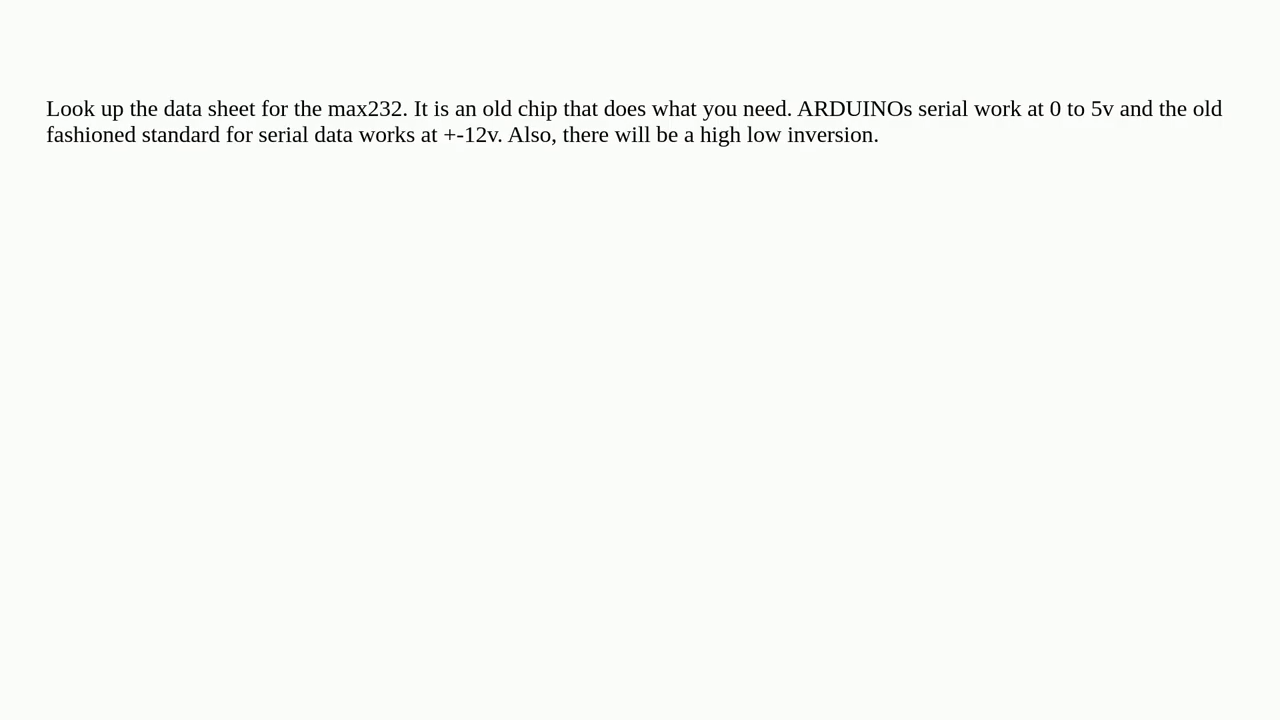 Look up the data sheet for the max232. It is an old chip that does what you need. ARDUINOs serial work at 0 to 5v and the old
fashioned standard for serial data works at +-12v. Also, there will be a high low inversion.